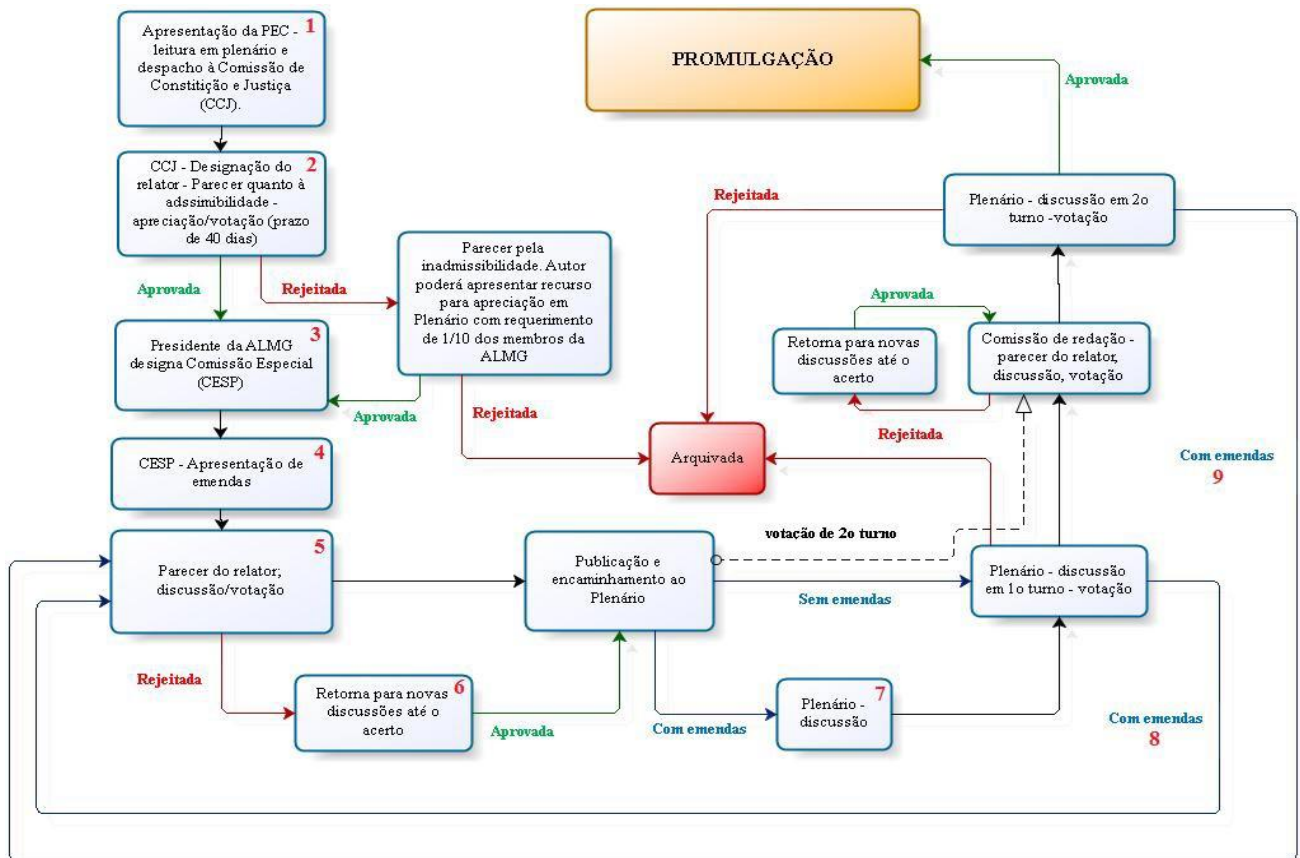 Apresentação da PEC - 1
leitura em plenário e
despacho à Comissão de
Constitição e Justiça
(CCJ).
PROMULGAÇÃO
Aprovada
CCJ - Designação do 2
relator - Parecer quanto à
adssimibilidade -
apreciação/votação (prazo
de 40 dias)
Aprovada
Rejeitada
Parecer pela
inadmissibilidade. Autor
poderá apresentar recurso
para apreciação em
Plenário com requerimento
de 1/10 dos membros da
ALMG
Aprovada
Rejeitada
Rejeitada
Plenário - discussão em 2o
turno -votação
Aprovada
Retorna para novas
discussões até o
acerto
Comissão de redação -
parecer do relator,
discussão, votação
Rejeitada
3
Presidente da ALMG
designa Comissão Especial
(CESP)
CESP - Apresentação de 4
emendas
Arquivada
Com emendas
9
votação de 2o turno
5
Parecer do relator;
discussão/votação
Publicação e
encaminhamento ao
Plenário
Sem emendas
Plenário - discussão
em 1o turno - votação
Rejeitada
Retorna para novas 6
discussões até o
acerto
Aprovada
Com emendas
Plenário - 7
discussão
Com emendas
8